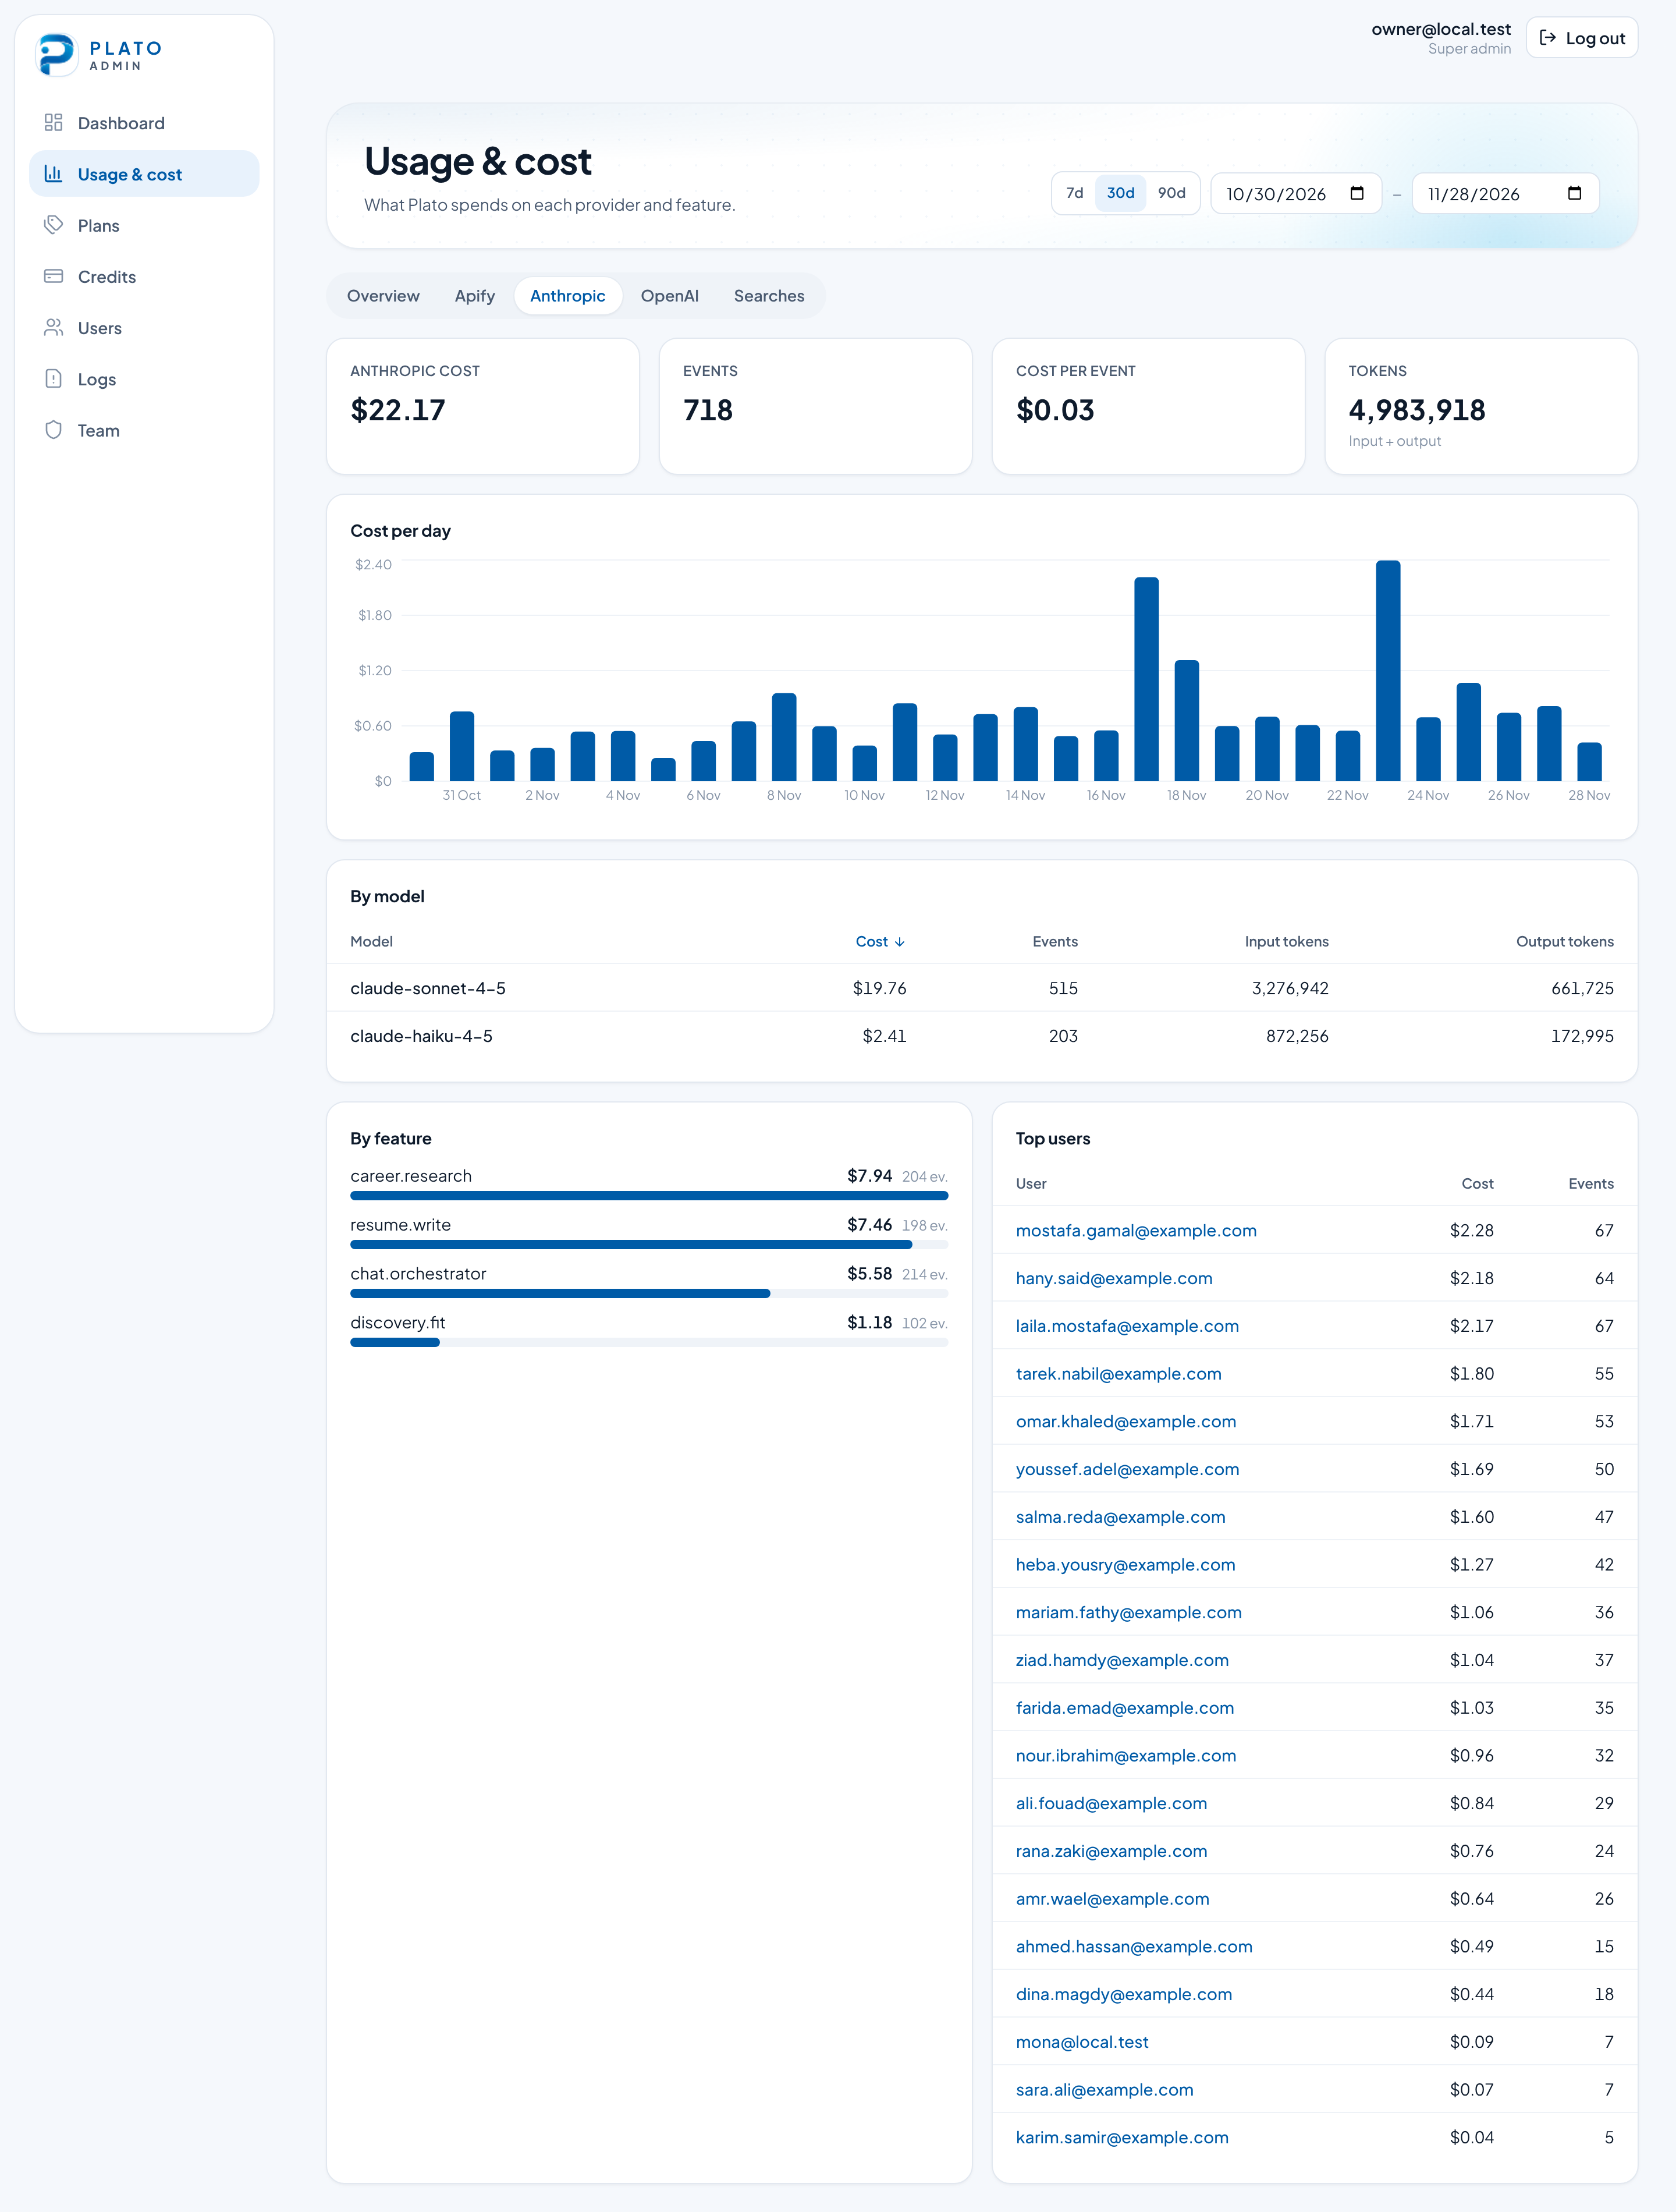 PLATO
ADMIN
Dashboard
Usage & cost
Plans
Credits
Users
Logs
Team
owner@local.test
Super admin
Log out
Usage & cost
What Plato spends on each provider and feature.
7d 30d 90d 10/30/2026 – 11/28/2026
Overview Apify Anthropic OpenAI Searches
ANTHROPIC COST
$22.17
EVENTS
718
COST PER EVENT
$0.03
TOKENS
4,983,918
Input + output
Cost per day
$2.40
$1.80
$1.20
$0.60
$0
31 Oct 2 Nov 4 Nov 6 Nov 8 Nov 10 Nov 12 Nov 14 Nov 16 Nov 18 Nov 20 Nov 22 Nov 24 Nov 26 Nov 28 Nov
By model
Model Cost ↓ Events Input tokens Output tokens
claude-sonnet-4-5 $19.76 515 3,276,942 661,725
claude-haiku-4-5 $2.41 203 872,256 172,995
By feature
career.research $7.94 204 ev.
resume.write $7.46 198 ev.
chat.orchestrator $5.58 214 ev.
discovery.fit $1.18 102 ev.
Top users
User Cost Events
mostafa.gamal@example.com $2.28 67
hany.said@example.com $2.18 64
laila.mostafa@example.com $2.17 67
tarek.nabil@example.com $1.80 55
omar.khaled@example.com $1.71 53
youssef.adel@example.com $1.69 50
salma.reda@example.com $1.60 47
heba.yousry@example.com $1.27 42
mariam.fathy@example.com $1.06 36
ziad.hamdy@example.com $1.04 37
farida.emad@example.com $1.03 35
nour.ibrahim@example.com $0.96 32
ali.fouad@example.com $0.84 29
rana.zaki@example.com $0.76 24
amr.wael@example.com $0.64 26
ahmed.hassan@example.com $0.49 15
dina.magdy@example.com $0.44 18
mona@local.test $0.09 7
sara.ali@example.com $0.07 7
karim.samir@example.com $0.04 5